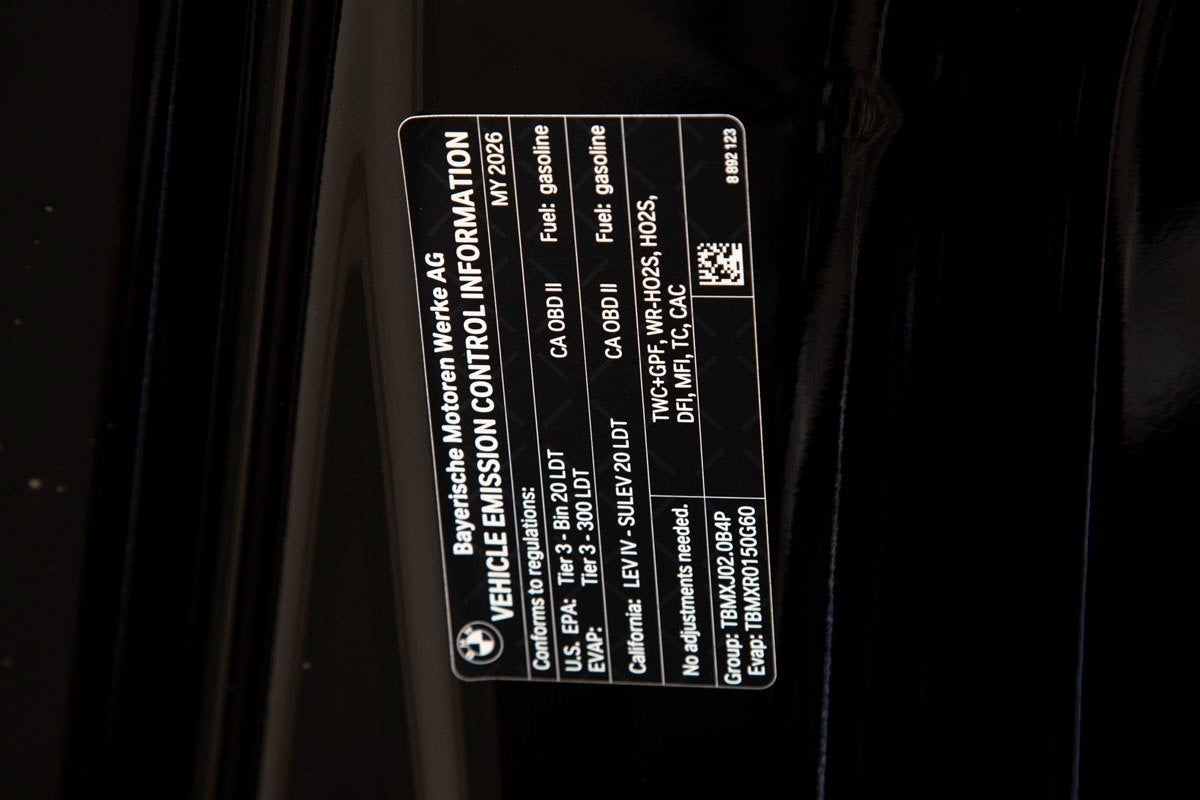 Bayerische Motoren Werke AG
VEHICLE EMISSION CONTROL INFORMATION
MY 2026
Conforms to regulations:
U.S. EPA: Tier 3 - Bin 20 LDT CA OBD II Fuel: gasoline
EVAP: Tier 3 - 300 LDT
California: LEV IV - SULEV 20 LDT CA OBD II Fuel: gasoline
No adjustments needed. TWC+GPF, WR-HO2S, HO2S,
DFI, MFI, TC, CAC
Group: TBMXJ02.0B4P
Evap: TBMXR0150G60
8 892 123